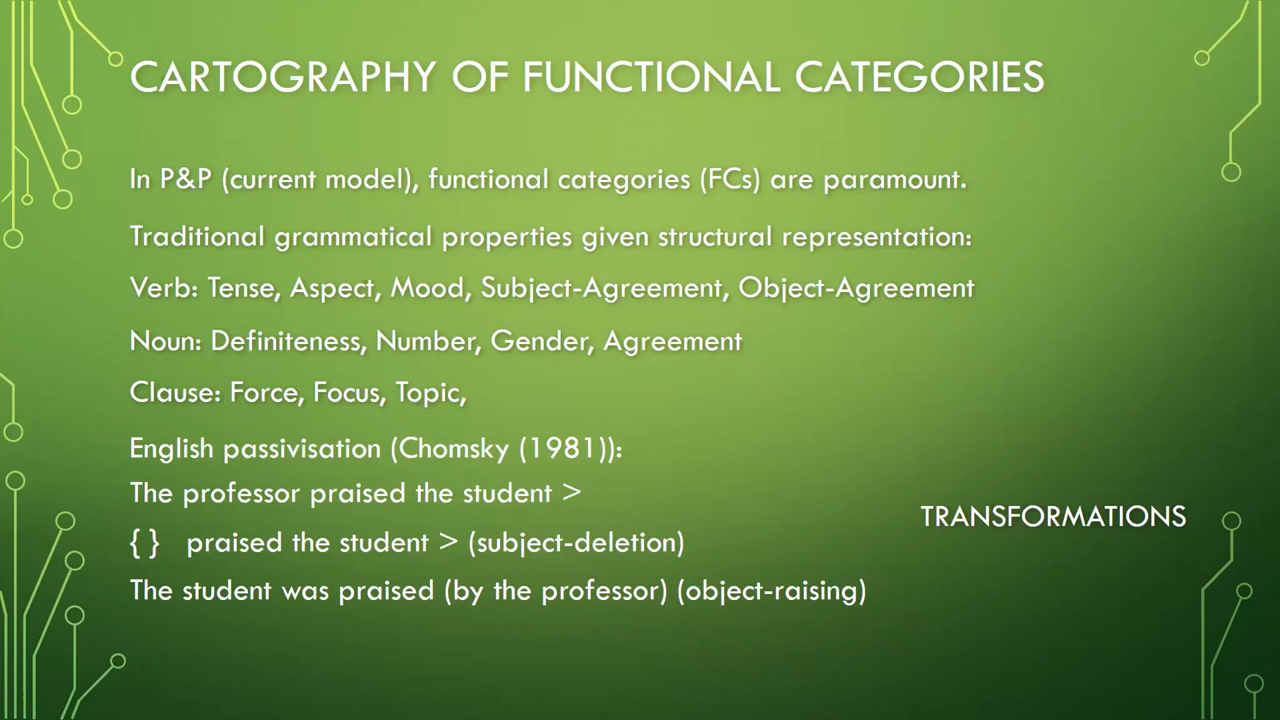 CARTOGRAPHY OF FUNCTIONAL CATEGORIES
In P&P (current model), functional categories (FCs) are paramount.
Traditional grammatical properties given structural representation:
Verb: Tense, Aspect, Mood, Subject-Agreement, Object-Agreement
Noun: Definiteness, Number, Gender, Agreement
Clause: Force, Focus, Topic,
English passivisation (Chomsky (1981)):
The professor praised the student >
{ } praised the student > (subject-deletion)
The student was praised (by the professor) (object-raising)
TRANSFORMATIONS